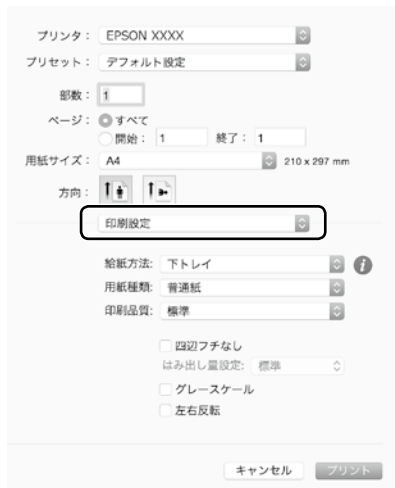 プリンタ： EPSON XXXX
プリセット： デフォルト設定
部数： 1
ページ： すべて
開始： 1 終了： 1
用紙サイズ： A4 210 x 297 mm
方向：
印刷設定
給紙方法: 下トレイ
用紙種類: 普通紙
印刷品質: 標準
四辺フチなし
はみ出し量設定: 標準
グレースケール
左右反転
キャンセル プリント